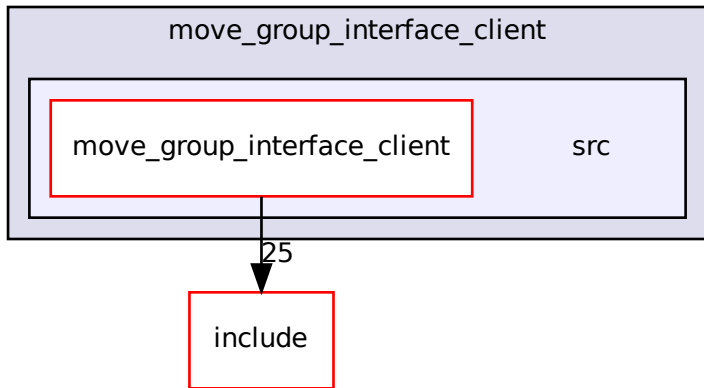 move_group_interface_client
move_group_interface_client
src
25
include